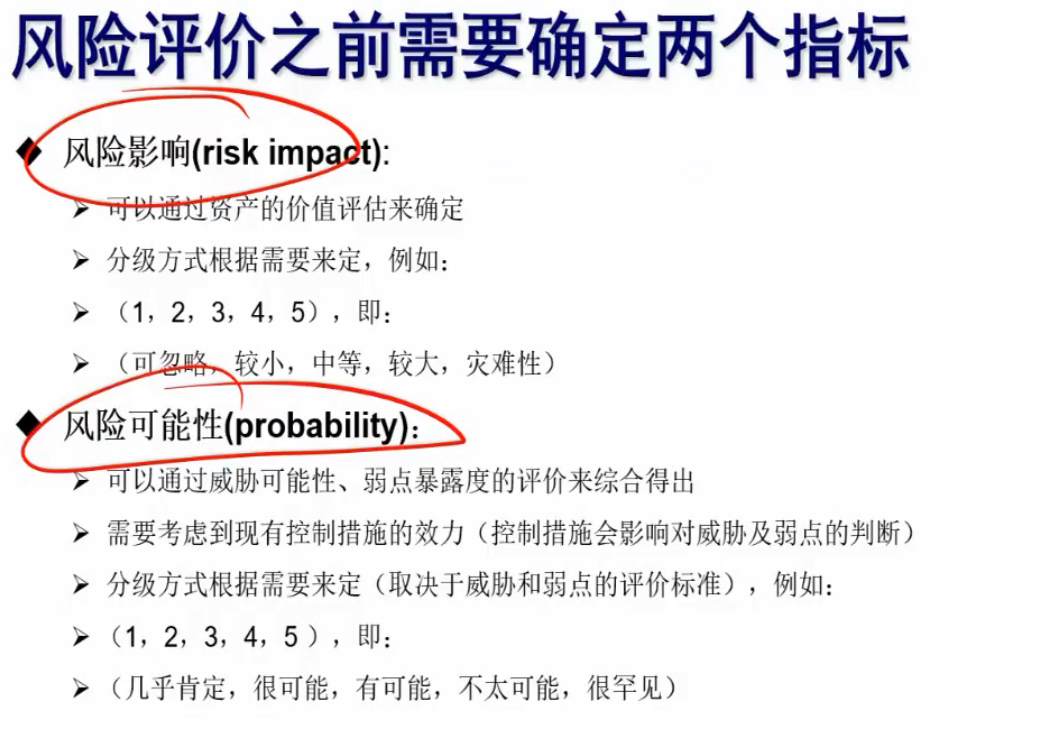 风险评价之前需要确定两个指标
风险影响(risk impact):
可以通过资产的价值评估来确定
分级方式根据需要来定，例如：
（1，2，3，4，5），即：
（可忽略，较小，中等，较大，灾难性）
风险可能性(probability)：
可以通过威胁可能性、弱点暴露度的评价来综合得出
需要考虑到现有控制措施的效力（控制措施会影响对威胁及弱点的判断）
分级方式根据需要来定（取决于威胁和弱点的评价标准），例如：
（1，2，3，4，5 ），即：
（几乎肯定，很可能，有可能，不太可能，很罕见）